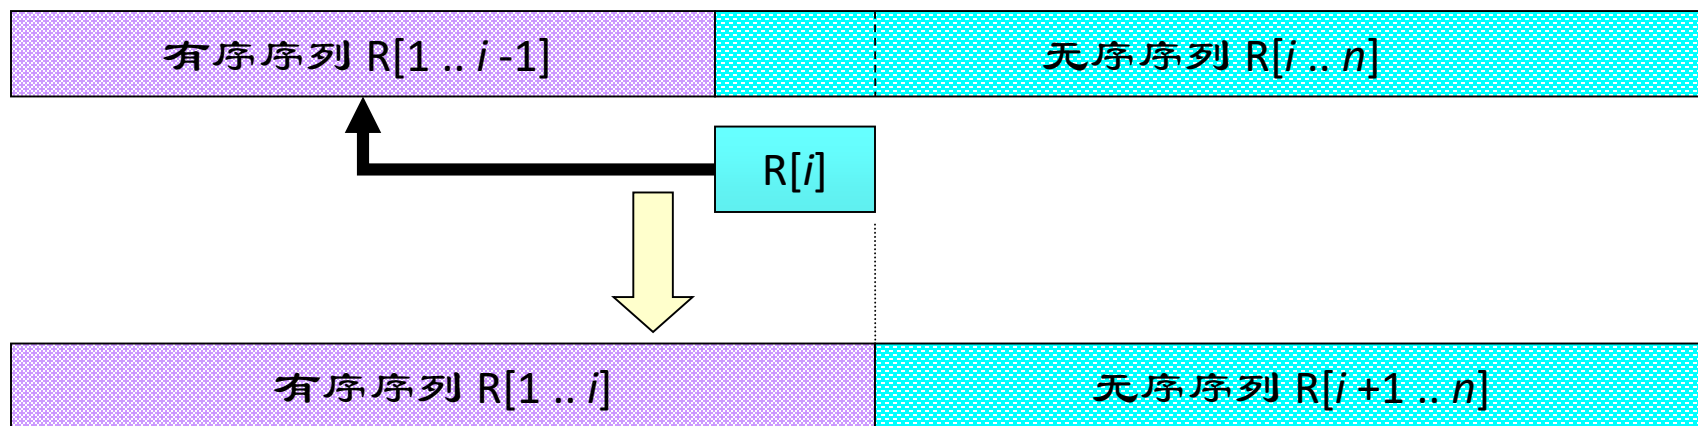 有序序列 R[1 .. i -1]
无序序列 R[i .. n]
R[i]
有序序列 R[1 .. i]
无序序列 R[i +1 .. n]